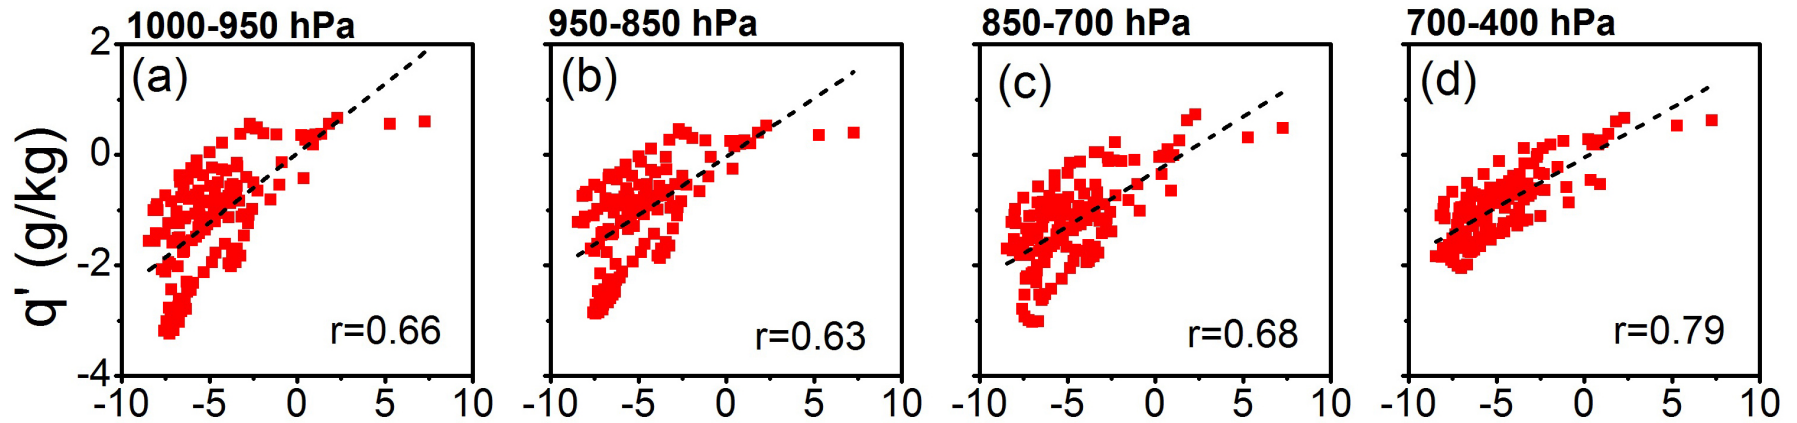 1000-950 hPa
950-850 hPa
850-700 hPa
700-400 hPa
(a)
(b)
(c)
(d)
q' (g/kg)
2
0
-2
-4
r=0.66
r=0.63
r=0.68
r=0.79
-10 -5 0 5 10
-10 -5 0 5 10
-10 -5 0 5 10
-10 -5 0 5 10